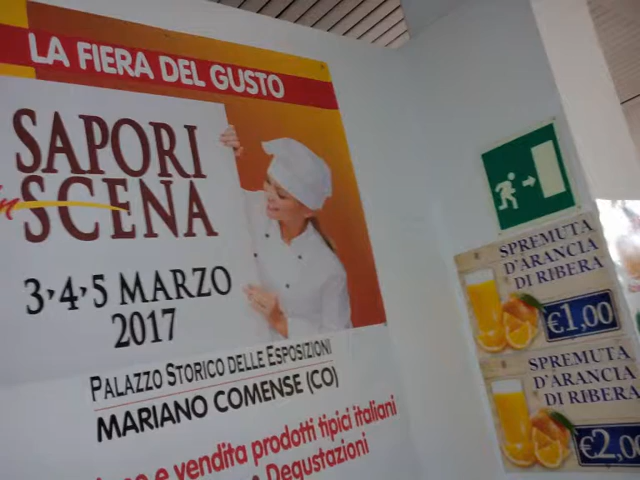 LA FIERA DEL GUSTO
SAPORI
in SCENA
3·4·5 MARZO
2017
PALAZZO STORICO DELLE ESPOSIZIONI
MARIANO COMENSE (CO)
e vendita prodotti tipici italiani
Degustazioni
SPREMUTA
D'ARANCIA
DI RIBERA
€1,00
SPREMUTA
D'ARANCIA
DI RIBERA
€2,00